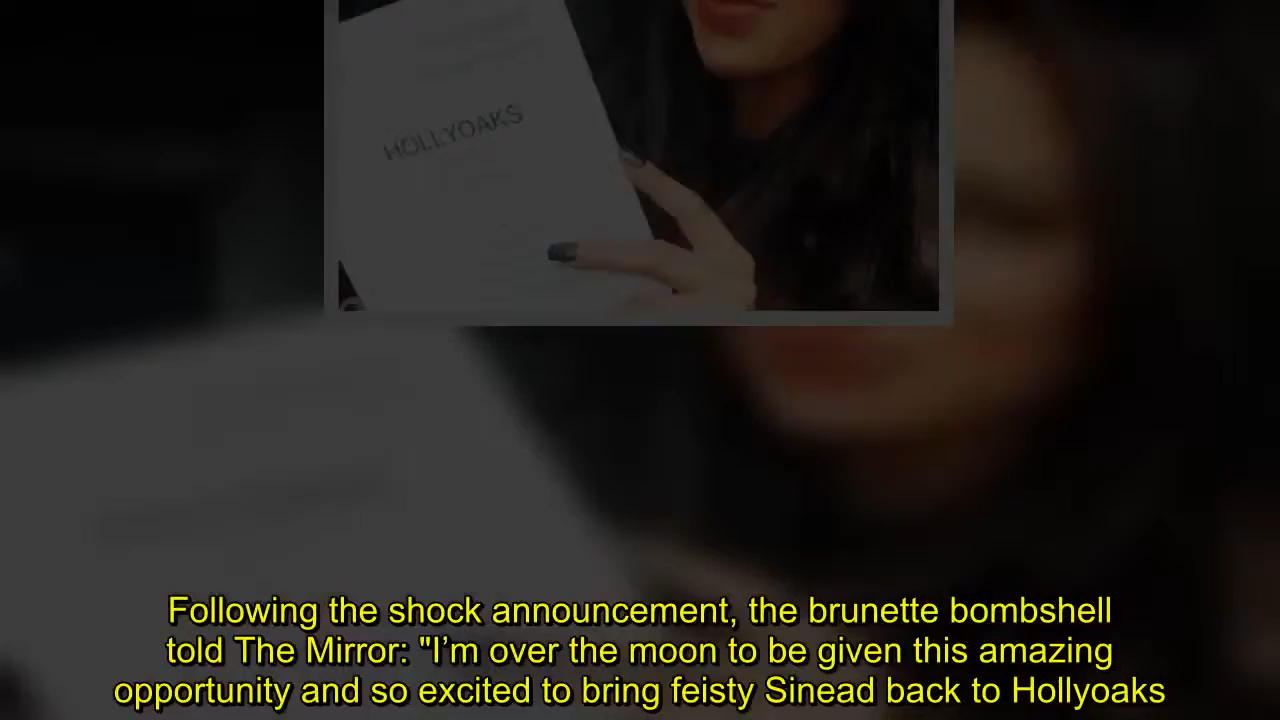 HOLLYOAKS
Following the shock announcement, the brunette bombshell
told The Mirror: "I’m over the moon to be given this amazing
opportunity and so excited to bring feisty Sinead back to Hollyoaks